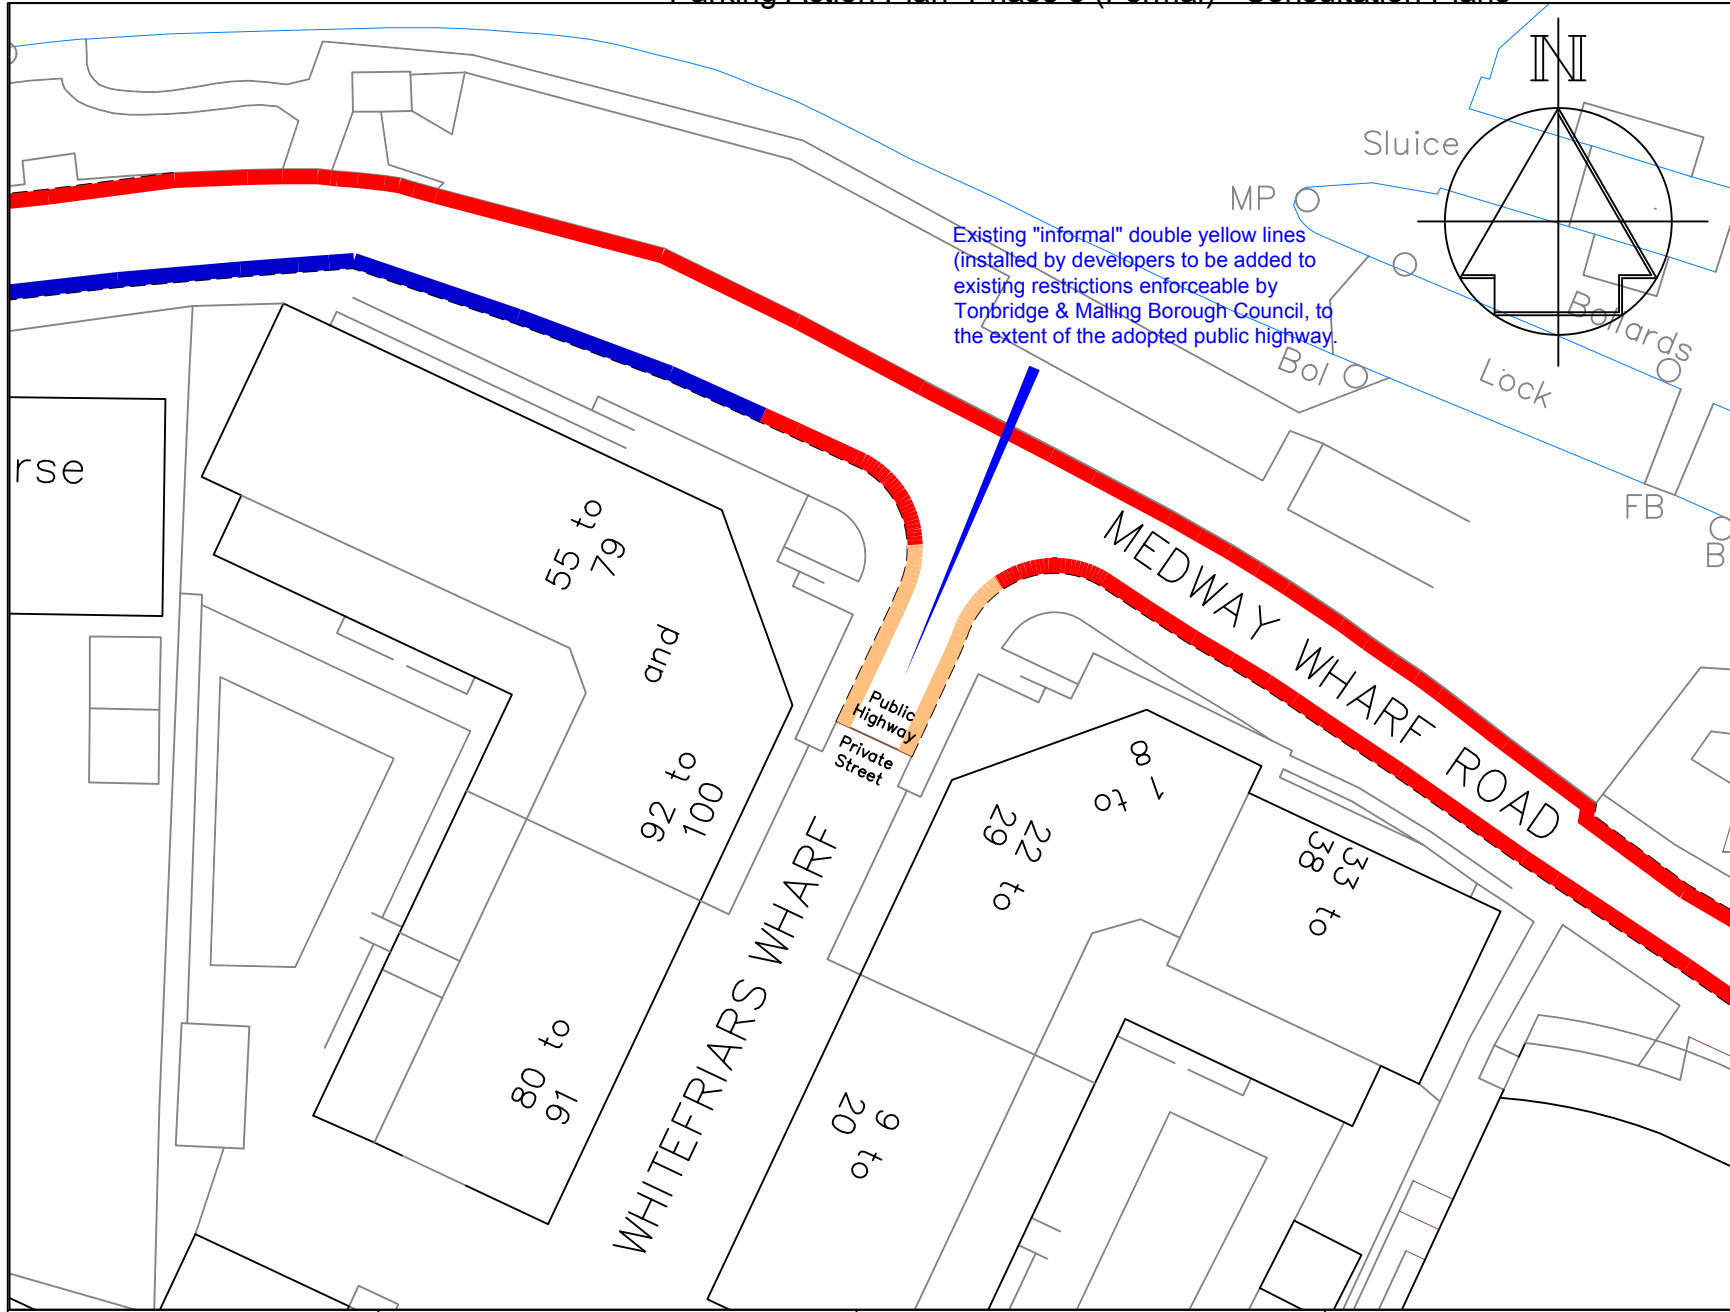 N
Sluice
MP
Existing "informal" double yellow lines
(installed by developers to be added to
existing restrictions enforceable by
Tonbridge & Malling Borough Council, to
the extent of the adopted public highway.
Bollards
Bol
Lock
rse
FB
B
55 to
79
and
92 to
100
MEDWAY WHARF ROAD
Public
Highway
Private
Street
1 to
8
22 to
29
33 to
38
WHITEFRIARS WHARF
80 to
91
9 to
20